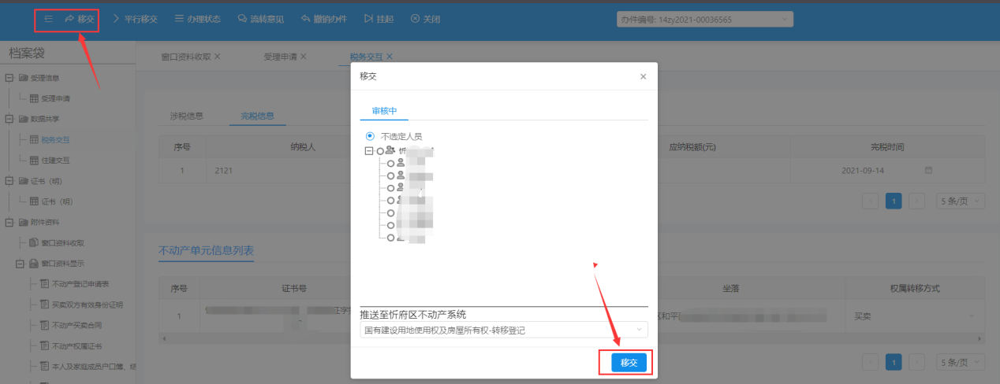 移交 平行移交 办理状态 流转意见 撤销办件 挂起 关闭 办件编号: 14zy2021-00036565
档案袋
窗口资料收取 受理申请 税务交互
受理信息
受理申请
数据共享
税务交互
住建交互
证书（明）
证书（明）
附件资料
窗口资料收取
窗口资料显示
不动产登记申请表
买卖双方有效身份证明
不动产买卖合同
不动产权属证书
本人及家庭成员户口簿、结
涉税信息 完税信息
序号 纳税人 应纳税额(元) 完税时间
1 2121 2021-09-14
1 5 条/页
不动产单元信息列表
序号 证书号 坐落 权属转移方式
1 证字 区和平 买卖
1 5 条/页
移交
审核中
不选定人员
忻
推送至忻府区不动产系统
国有建设用地使用权及房屋所有权-转移登记
移交